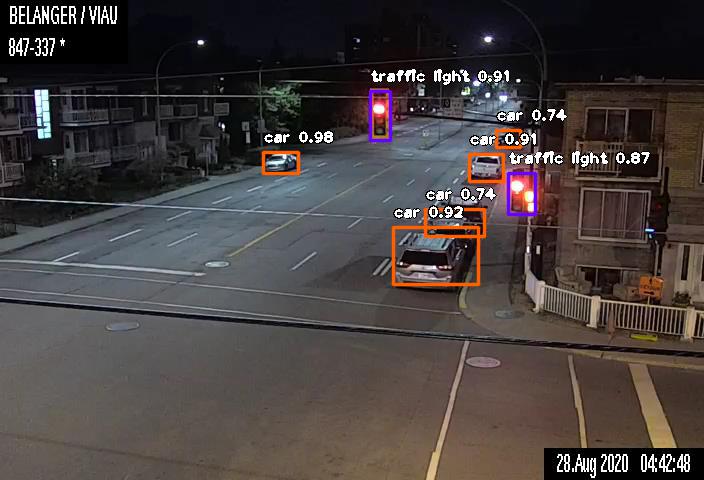 BELANGER / VIAU
847-337 *
traffic light 0.91
car 0.74
car 0.98
car 0.91
traffic light 0.87
car 0.74
car 0.92
28.Aug 2020 04:42:48